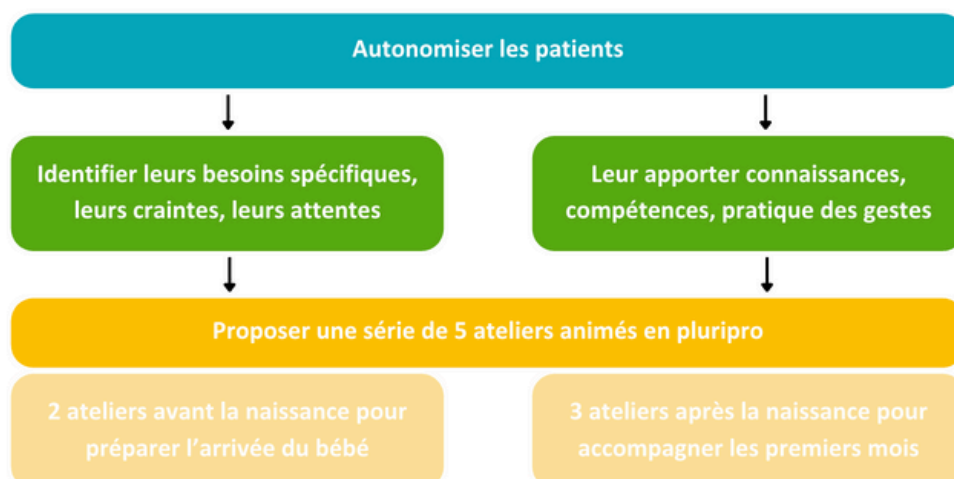 Autonomiser les patients
Identifier leurs besoins spécifiques,
leurs craintes, leurs attentes
Leur apporter connaissances,
compétences, pratique des gestes
Proposer une série de 5 ateliers animés en pluripro
2 ateliers avant la naissance pour
préparer l'arrivée du bébé
3 ateliers après la naissance pour
accompagner les premiers mois